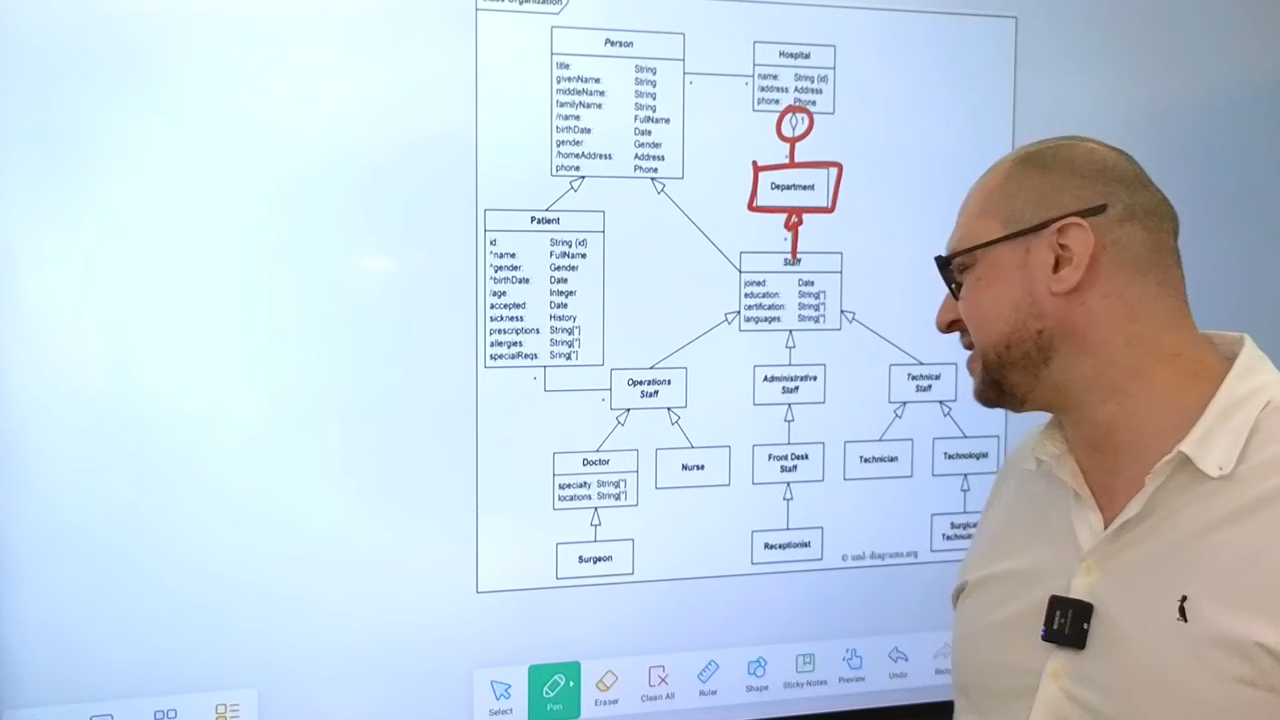 Organization
Person
title: String
givenName: String
middleName: String
familyName: String
/name: FullName
birthDate: Date
gender: Gender
/homeAddress: Address
phone: Phone
Hospital
name: String {id}
/address: Address
phone: Phone
1
*
*
*
Department
*
Patient
id: String {id}
^name: FullName
^gender: Gender
^birthDate: Date
/age: Integer
accepted: Date
sickness: History
prescriptions: String[*]
allergies: String[*]
specialReqs: Sring[*]
Staff
joined: Date
education: String[*]
certification: String[*]
languages: String[*]
*
*
Operations
Staff
Administrative
Staff
Technical
Staff
Doctor
specialty: String[*]
locations: String[*]
Nurse
Front Desk
Staff
Technician
Technologist
Surgeon
Receptionist
Surgical
© uml-diagrams.org
Select
Pen
Eraser
Clean All
Ruler
Shape
Sticky-Notes
Preview
Undo